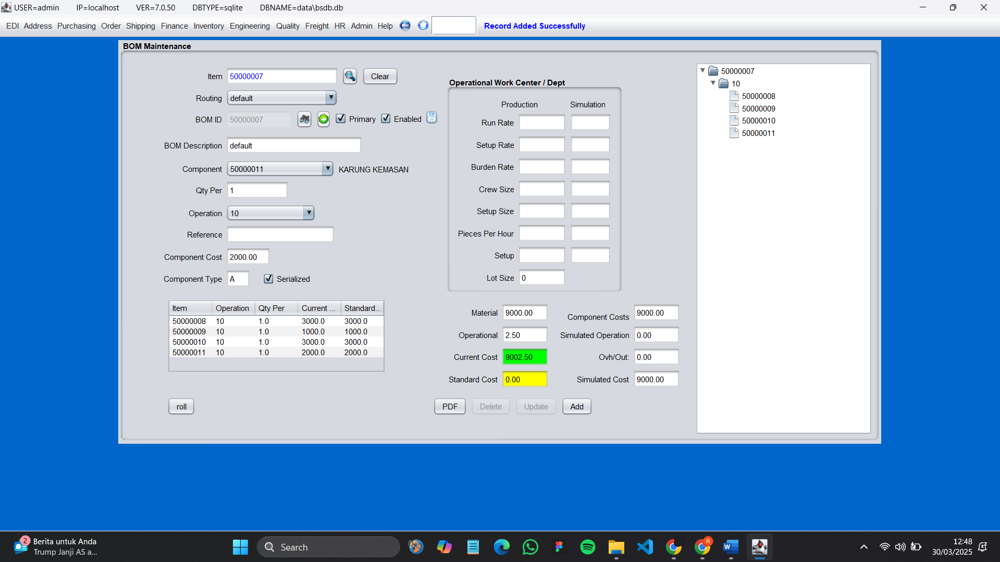 USER=admin IP=localhost VER=7.0.50 DBTYPE=sqlite DBNAME=data\bsdb.db
EDI Address Purchasing Order Shipping Finance Inventory Engineering Quality Freight HR Admin Help Record Added Successfully
BOM Maintenance
Item 50000007 Clear
Routing default
BOM ID 50000007 Primary Enabled
BOM Description default
Component 50000011 KARUNG KEMASAN
Qty Per 1
Operation 10
Reference
Component Cost 2000.00
Component Type A Serialized
Item Operation Qty Per Current ... Standard...
50000008 10 1.0 3000.0 3000.0
50000009 10 1.0 1000.0 1000.0
50000010 10 1.0 3000.0 3000.0
50000011 10 1.0 2000.0 2000.0
roll
Operational Work Center / Dept
Production Simulation
Run Rate
Setup Rate
Burden Rate
Crew Size
Setup Size
Pieces Per Hour
Setup
Lot Size 0
Material 9000.00 Component Costs 9000.00
Operational 2.50 Simulated Operation 0.00
Current Cost 9002.50 Ovh/Out: 0.00
Standard Cost 0.00 Simulated Cost 9000.00
PDF Delete Update Add
50000007
10
50000008
50000009
50000010
50000011
2 Berita untuk Anda
Trump Janji AS a...
Search
R
12:48
30/03/2025